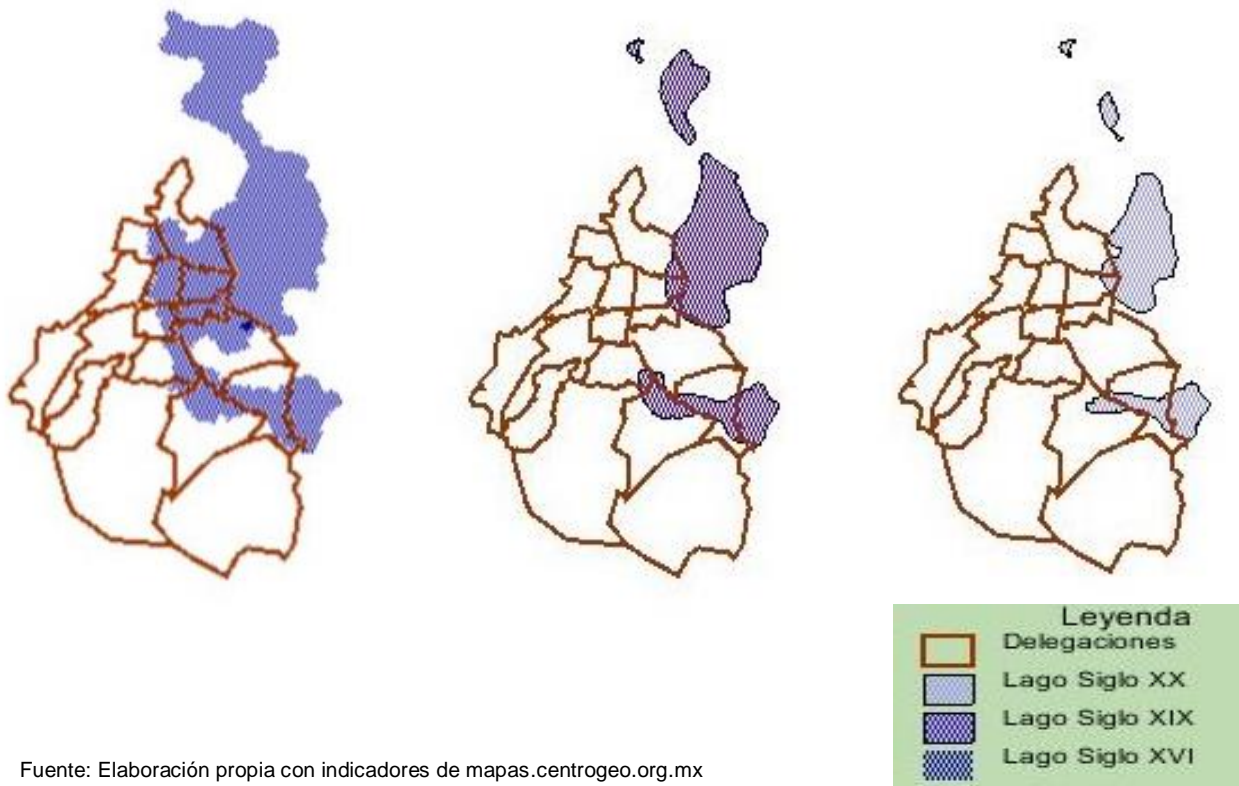 Leyenda
Delegaciones
Lago Siglo XX
Lago Siglo XIX
Lago Siglo XVI
Fuente: Elaboración propia con indicadores de mapas.centrogeo.org.mx